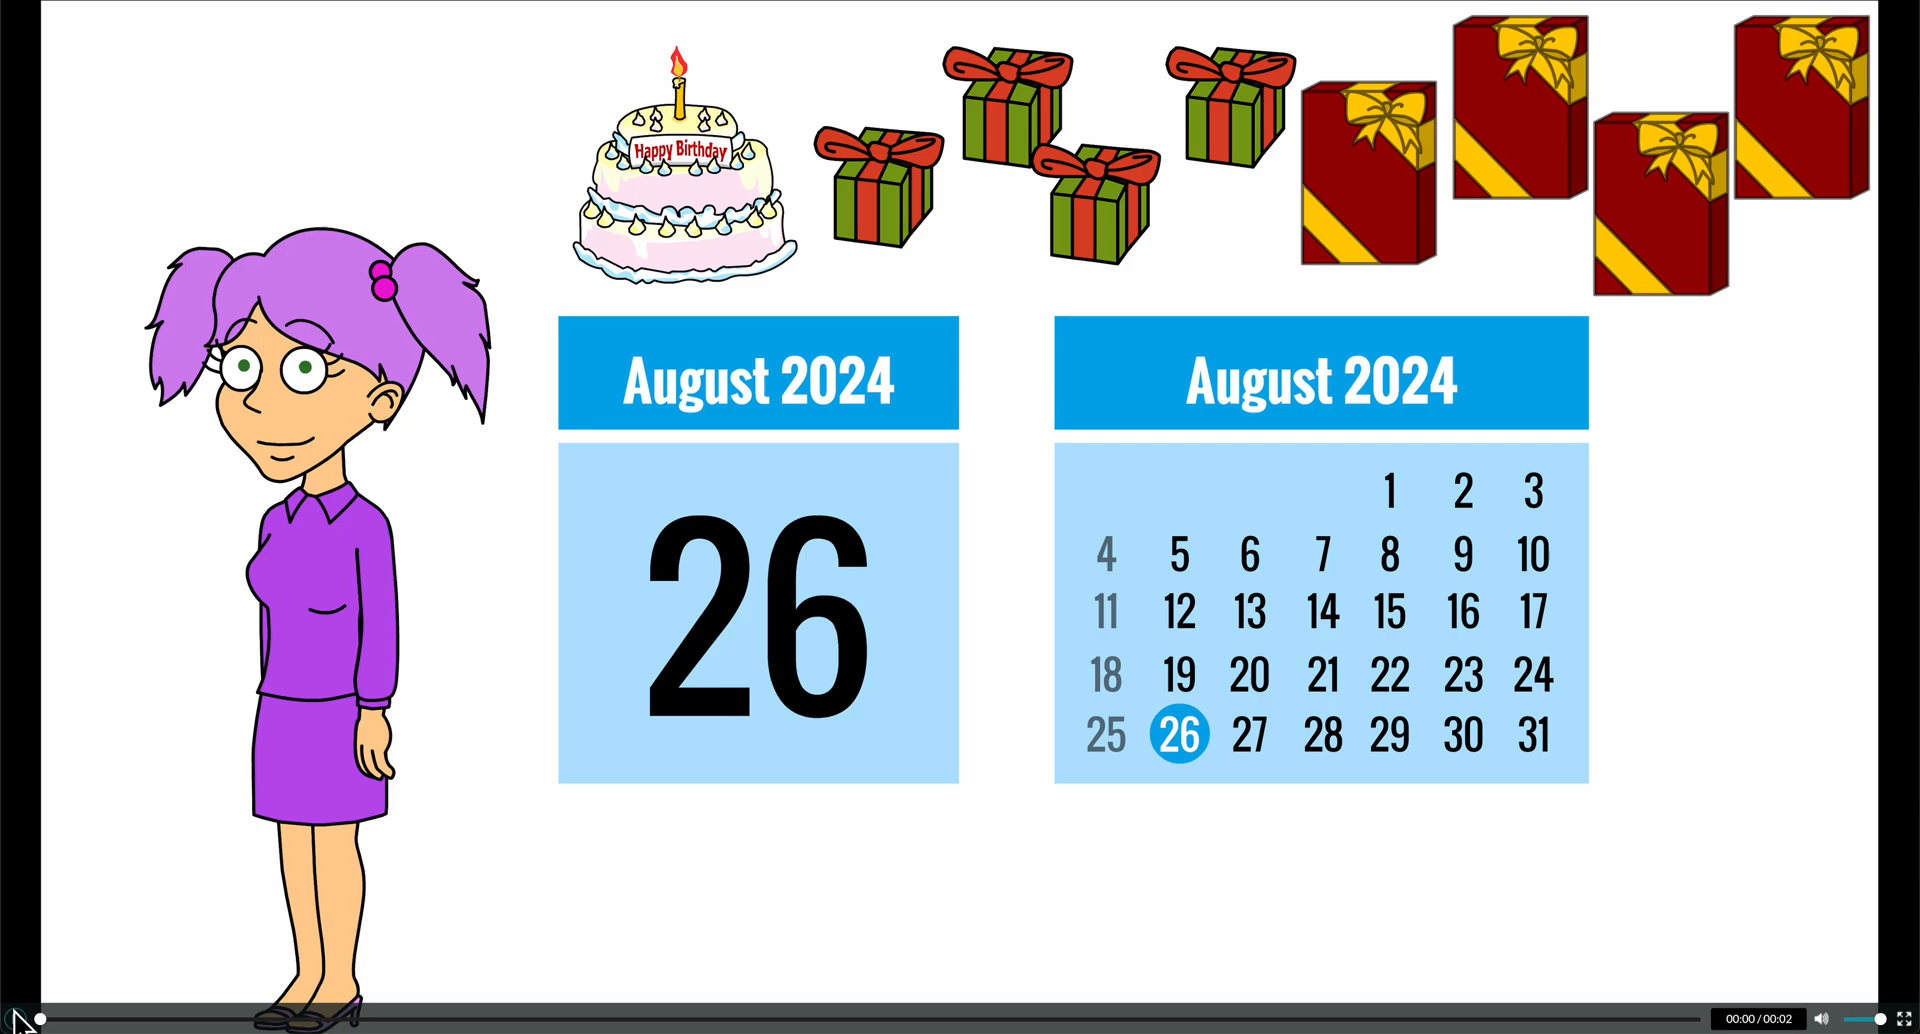 Happy Birthday
August 2024
26
August 2024
1 2 3
4 5 6 7 8 9 10
11 12 13 14 15 16 17
18 19 20 21 22 23 24
25 26 27 28 29 30 31
00:00 / 00:02